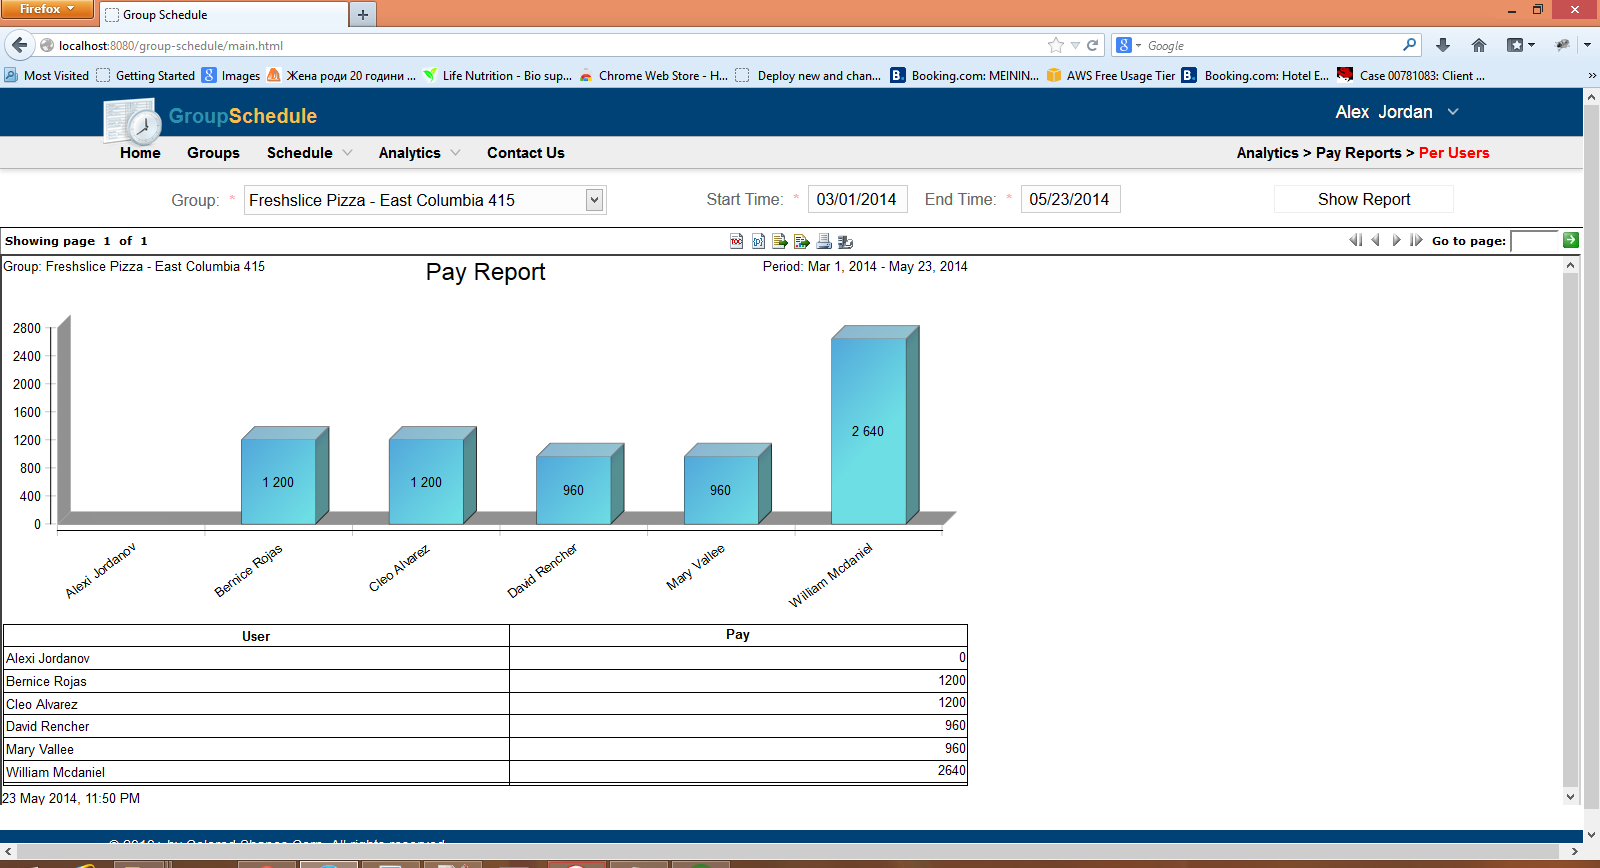 Firefox
Group Schedule
localhost:8080/group-schedule/main.html
Google
Most Visited Getting Started Images Жена роди 20 години ... Life Nutrition - Bio sup... Chrome Web Store - H... Deploy new and chan... Booking.com: MEININ... AWS Free Usage Tier Booking.com: Hotel E... Case 00781083: Client ...
GroupSchedule
Alex Jordan
Home Groups Schedule Analytics Contact Us
Analytics > Pay Reports > Per Users
Group: * Freshslice Pizza - East Columbia 415 Start Time: * 03/01/2014 End Time: * 05/23/2014 Show Report
Showing page 1 of 1
Go to page:
Group: Freshslice Pizza - East Columbia 415
Pay Report
Period: Mar 1, 2014 - May 23, 2014
2800
2400
2000
1600
1200
800
400
0
1 200
1 200
960
960
2 640
Alexi Jordanov
Bernice Rojas
Cleo Alvarez
David Rencher
Mary Vallee
William Mcdaniel
User Pay
Alexi Jordanov 0
Bernice Rojas 1200
Cleo Alvarez 1200
David Rencher 960
Mary Vallee 960
William Mcdaniel 2640
23 May 2014, 11:50 PM